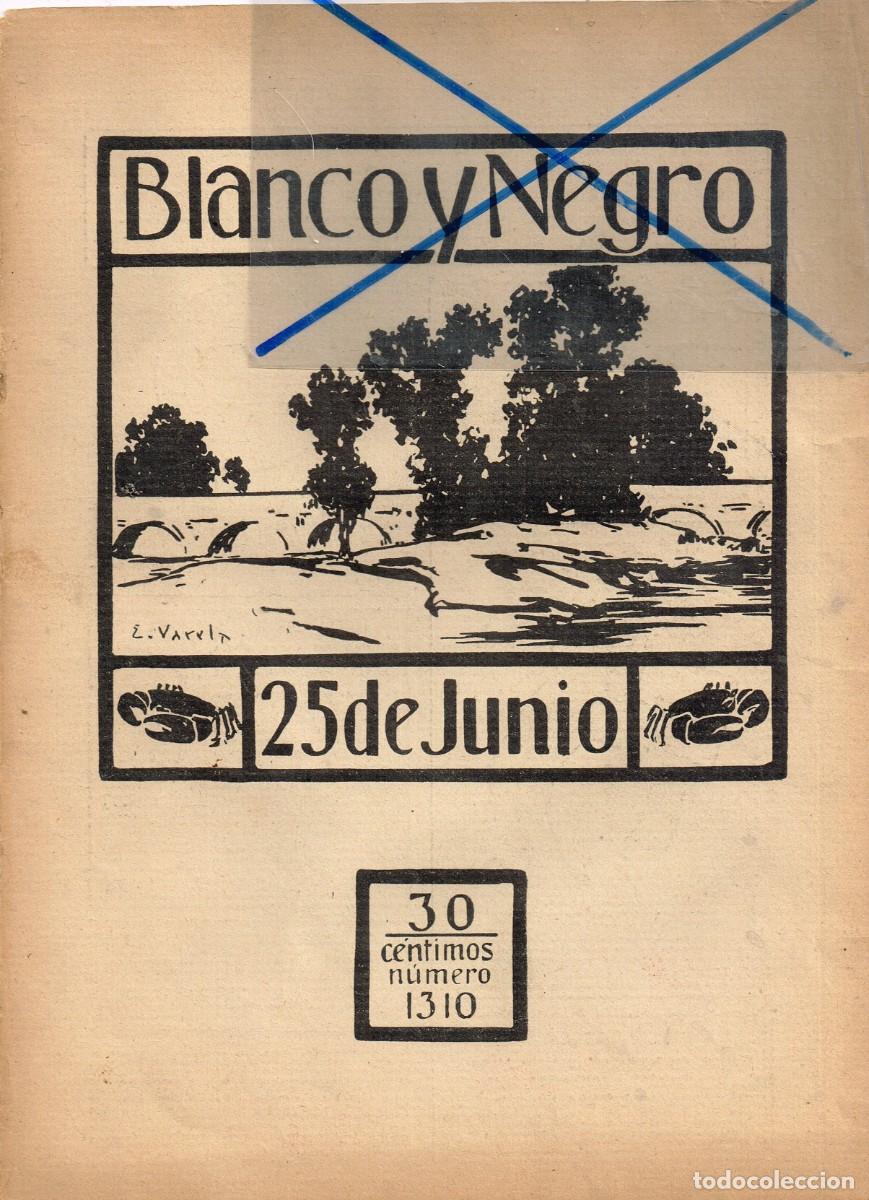 Blanco y Negro
E. Varela
25 de Junio
30
céntimos
número
1310
todocoleccion